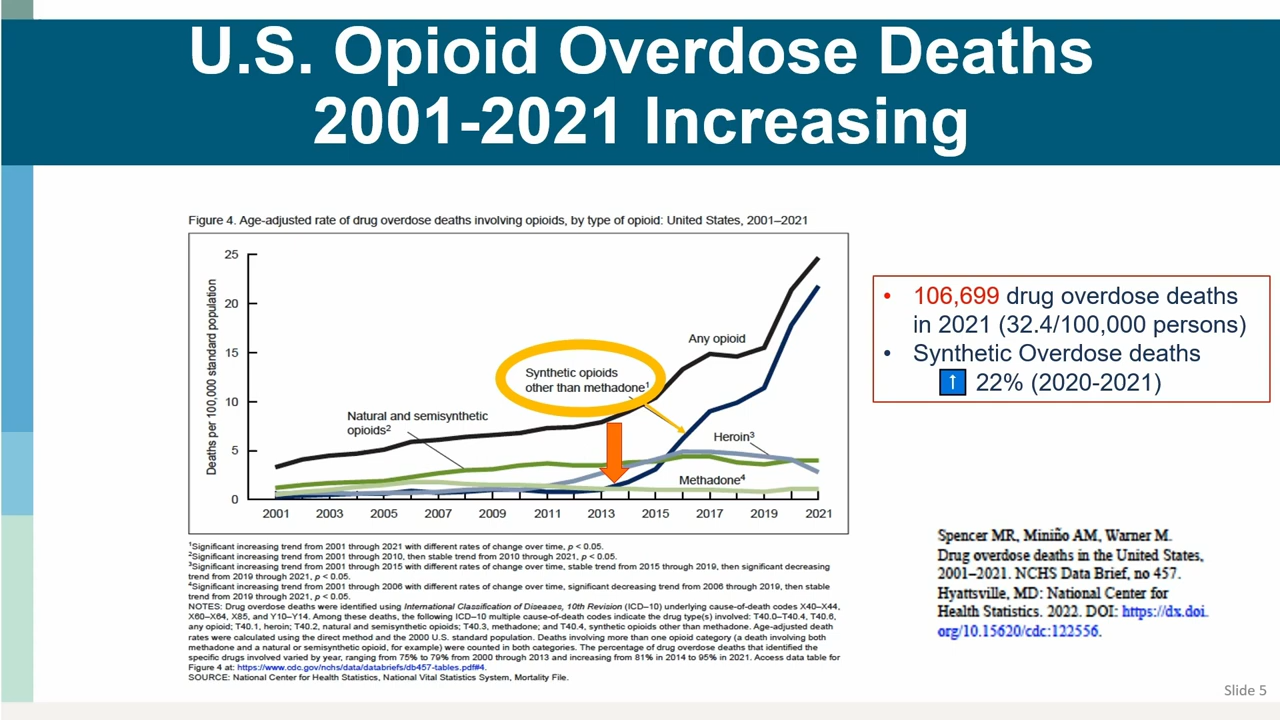 U.S. Opioid Overdose Deaths
2001-2021 Increasing
Figure 4. Age-adjusted rate of drug overdose deaths involving opioids, by type of opioid: United States, 2001–2021
Deaths per 100,000 standard population
25
20
15
10
5
0
Any opioid
Synthetic opioids
other than methadone¹
Natural and semisynthetic
opioids²
Heroin³
Methadone⁴
2001 2003 2005 2007 2009 2011 2013 2015 2017 2019 2021
¹Significant increasing trend from 2001 through 2021 with different rates of change over time, p < 0.05.
²Significant increasing trend from 2001 through 2010, then stable trend from 2010 through 2021, p < 0.05.
³Significant increasing trend from 2001 through 2015 with different rates of change over time, stable trend from 2015 through 2019, then significant decreasing
trend from 2019 through 2021, p < 0.05.
⁴Significant increasing trend from 2001 through 2006 with different rates of change over time, significant decreasing trend from 2006 through 2019, then stable
trend from 2019 through 2021, p < 0.05.
NOTES: Drug overdose deaths were identified using International Classification of Diseases, 10th Revision (ICD–10) underlying cause-of-death codes X40–X44,
X60–X64, X85, and Y10–Y14. Among these deaths, the following ICD–10 multiple cause-of-death codes indicate the drug type(s) involved: T40.0–T40.4, T40.6,
any opioid; T40.1, heroin; T40.2, natural and semisynthetic opioids; T40.3, methadone; and T40.4, synthetic opioids other than methadone. Age-adjusted death
rates were calculated using the direct method and the 2000 U.S. standard population. Deaths involving more than one opioid category (a death involving both
methadone and a natural or semisynthetic opioid, for example) were counted in both categories. The percentage of drug overdose deaths that identified the
specific drugs involved varied by year, ranging from 75% to 79% from 2000 through 2013 and increasing from 81% in 2014 to 95% in 2021. Access data table for
Figure 4 at: https://www.cdc.gov/nchs/data/databriefs/db457-tables.pdf#4.
SOURCE: National Center for Health Statistics, National Vital Statistics System, Mortality File.
• 106,699 drug overdose deaths
in 2021 (32.4/100,000 persons)
• Synthetic Overdose deaths
↑ 22% (2020-2021)
Spencer MR, Miniño AM, Warner M.
Drug overdose deaths in the United States,
2001–2021. NCHS Data Brief, no 457.
Hyattsville, MD: National Center for
Health Statistics. 2022. DOI: https://dx.doi.
org/10.15620/cdc:122556.
Slide 5